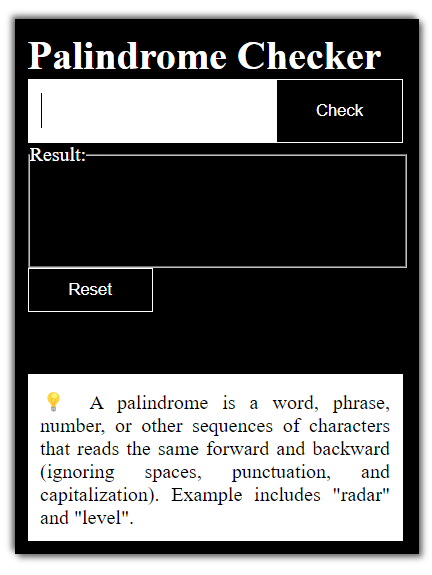 Palindrome Checker
Check
Result:
Reset
💡 A palindrome is a word, phrase,
number, or other sequences of characters
that reads the same forward and backward
(ignoring spaces, punctuation, and
capitalization). Example includes "radar"
and "level".